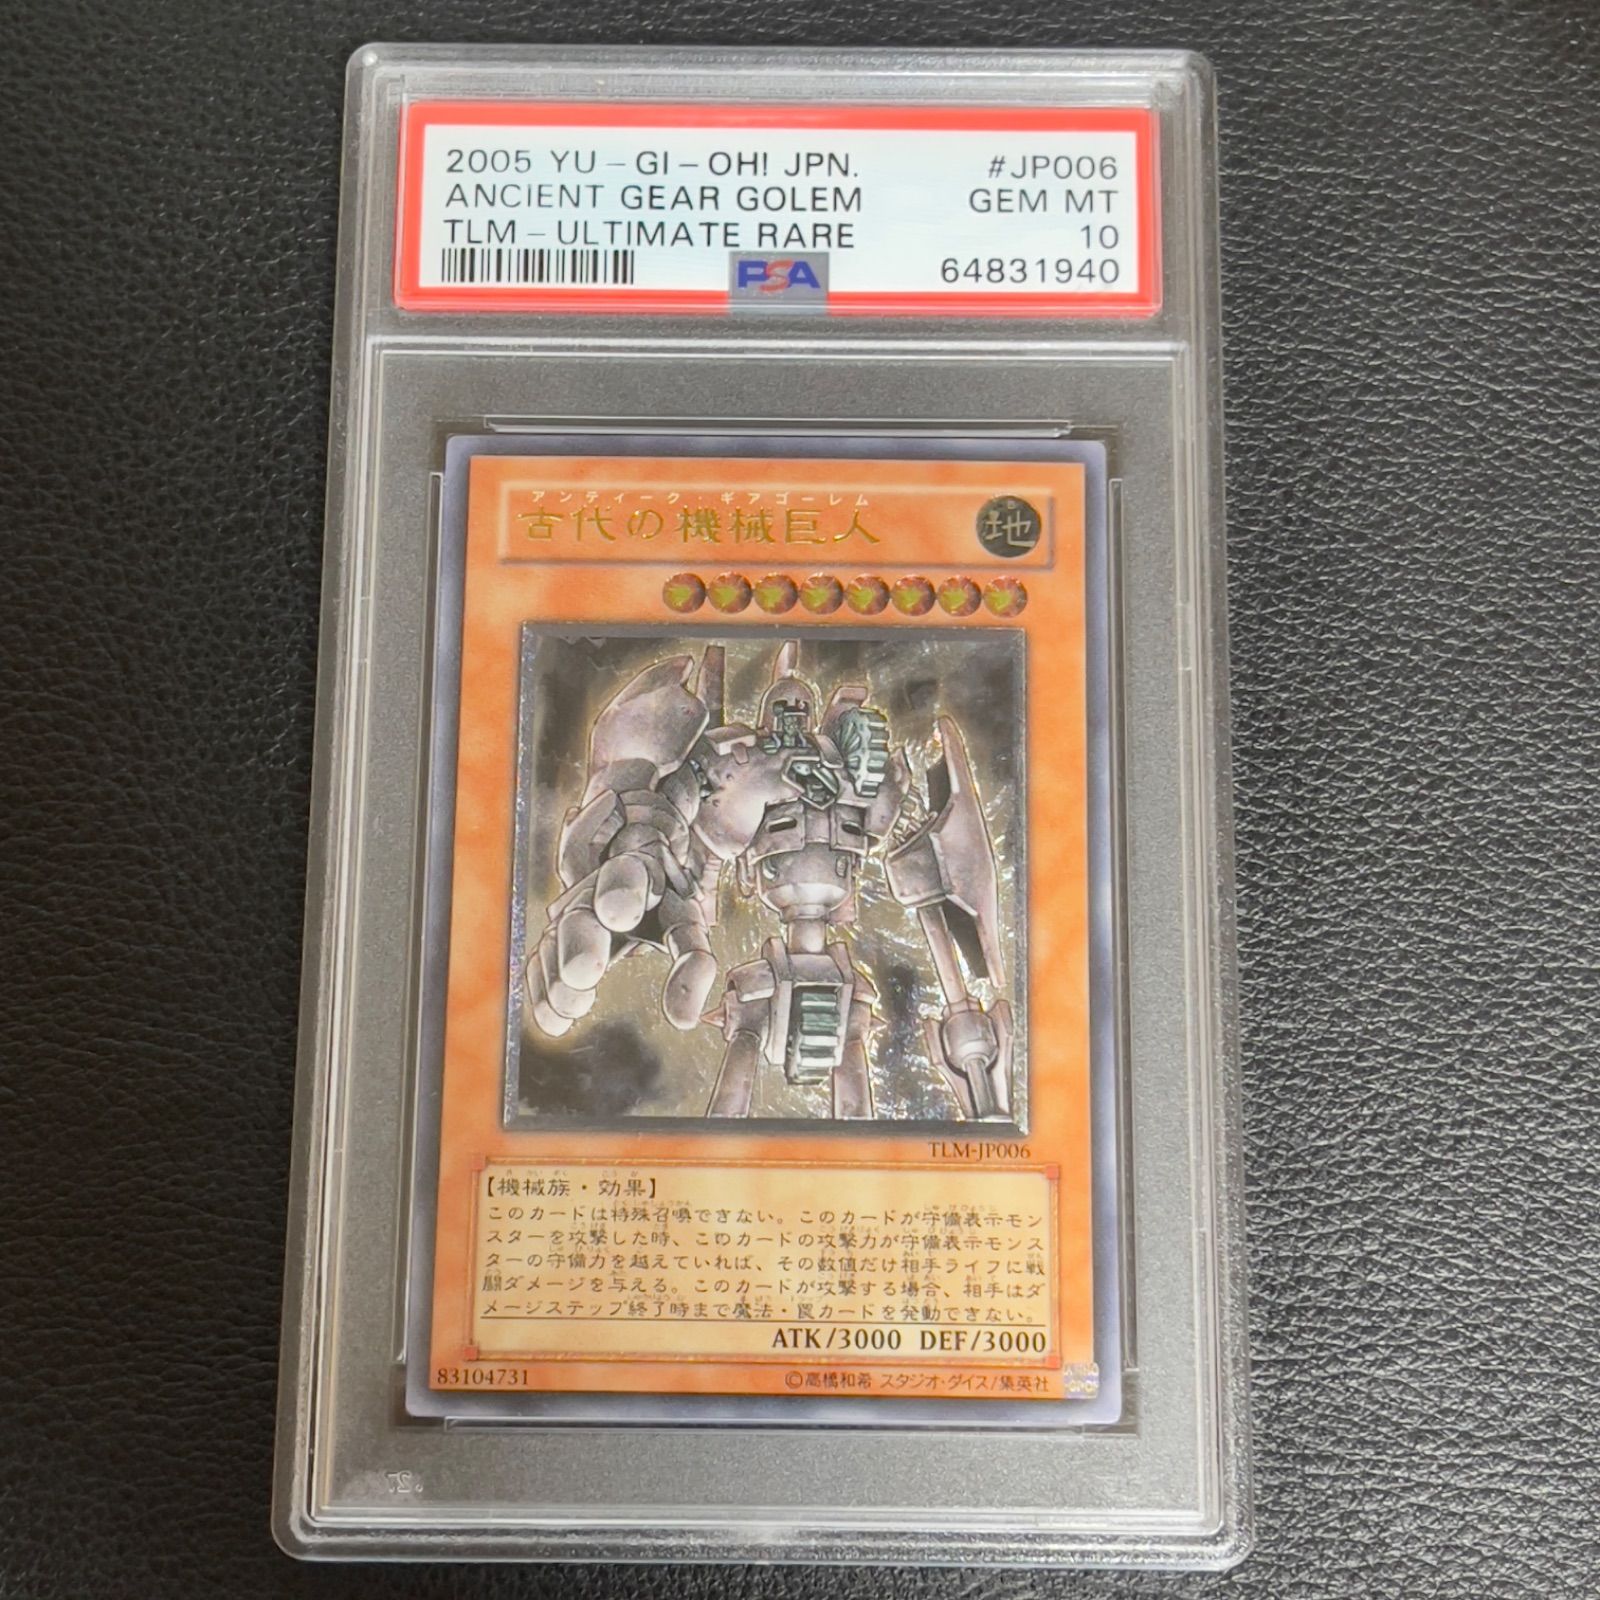 2005 YU-GI-OH! JPN. #JP006
ANCIENT GEAR GOLEM GEM MT
TLM-ULTIMATE RARE 10
PSA 64831940
アンティーク・ギアゴーレム
古代の機械巨人
地
TLM-JP006
【機械族・効果】
このカードは特殊召喚できない。このカードが守備表示モン
スターを攻撃した時、このカードの攻撃力が守備表示モンス
ターの守備力を越えていれば、その数値だけ相手ライフに戦
闘ダメージを与える。このカードが攻撃する場合、相手はダ
メージステップ終了時まで魔法・罠カードを発動できない。
ATK/3000 DEF/3000
83104731 ©高橋和希 スタジオ・ダイス/集英社